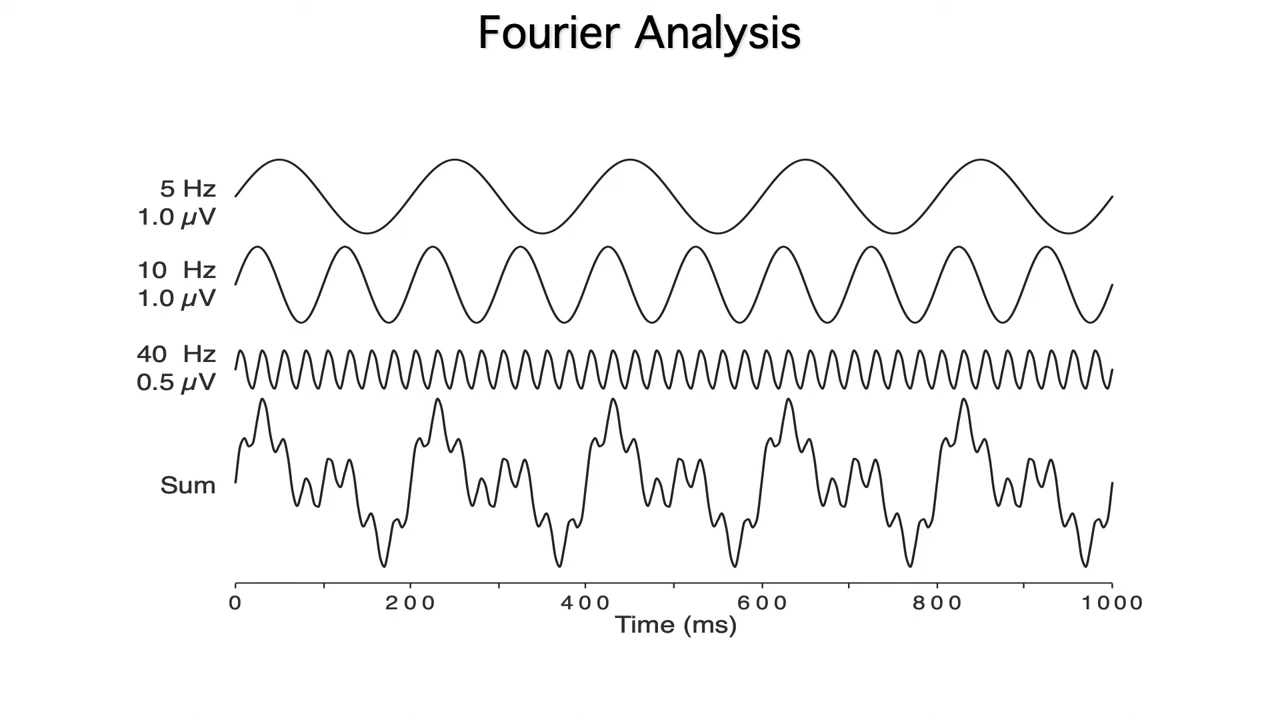 Fourier Analysis
5 Hz
1.0 µV
10 Hz
1.0 µV
40 Hz
0.5 µV
Sum
0 200 400 600 800 1000
Time (ms)